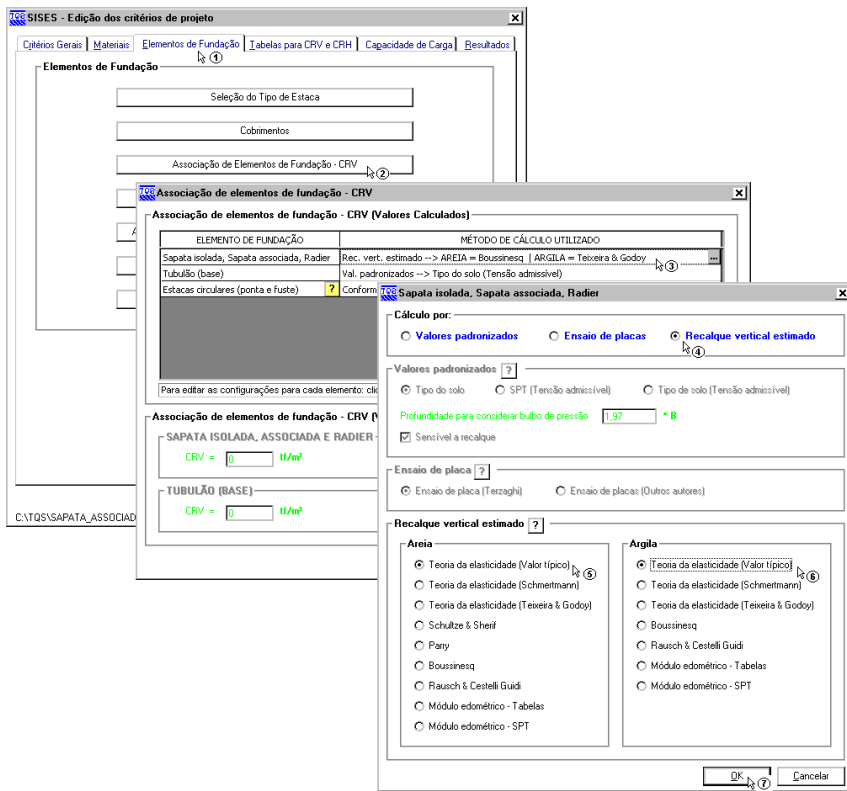 TQS SISES - Edição dos critérios de projeto
Critérios Gerais Materiais Elementos de Fundação Tabelas para CRV e CRH Capacidade de Carga Resultados
1
Elementos de Fundação
Seleção do Tipo de Estaca
Cobrimentos
Associação de Elementos de Fundação - CRV
2
C:\TQS\SAPATA_ASSOCIAD
TQS Associação de elementos de fundação - CRV
Associação de elementos de fundação - CRV (Valores Calculados)
ELEMENTO DE FUNDAÇÃO MÉTODO DE CÁLCULO UTILIZADO
Sapata isolada, Sapata associada, Radier Rec. vert. estimado --> AREIA = Boussinesq | ARGILA = Teixeira & Godoy ...
3
Tubulão (base) Val. padronizados --> Tipo do solo (Tensão admissível)
Estacas circulares (ponta e fuste) ? Conform
Para editar as configurações para cada elemento: clic
Associação de elementos de fundação - CRV (V
SAPATA ISOLADA, ASSOCIADA E RADIER
CRV = 0 tf/m³
TUBULÃO (BASE)
CRV = 0 tf/m³
TQS Sapata isolada, Sapata associada, Radier
Cálculo por:
Valores padronizados Ensaio de placas Recalque vertical estimado
4
Valores padronizados ?
Tipo do solo SPT (Tensão admissível) Tipo de solo (Tensão admissível)
Profundidade para considerar bulbo de pressão 1,97 * B
Sensível a recalque
Ensaio de placa ?
Ensaio de placa (Terzaghi) Ensaio de placas (Outros autores)
Recalque vertical estimado ?
Areia
Teoria da elasticidade (Valor típico)
5
Teoria da elasticidade (Schmertmann)
Teoria da elasticidade (Teixeira & Godoy)
Schultze & Sherif
Parry
Boussinesq
Rausch & Cestelli Guidi
Módulo edométrico - Tabelas
Módulo edométrico - SPT
Argila
Teoria da elasticidade (Valor típico)
6
Teoria da elasticidade (Schmertmann)
Teoria da elasticidade (Teixeira & Godoy)
Boussinesq
Rausch & Cestelli Guidi
Módulo edométrico - Tabelas
Módulo edométrico - SPT
OK 7 Cancelar